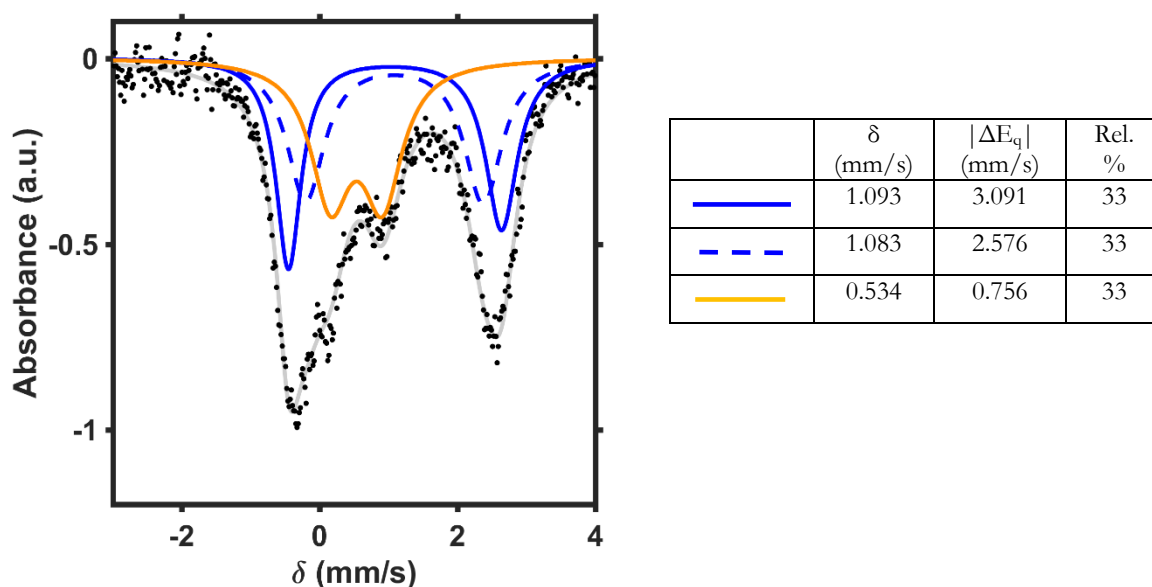 0
-0.5
-1
-2
0
2
4
Absorbance (a.u.)
δ (mm/s)
δ
(mm/s)
|ΔE_q|
(mm/s)
Rel.
%
1.093
3.091
33
1.083
2.576
33
0.534
0.756
33